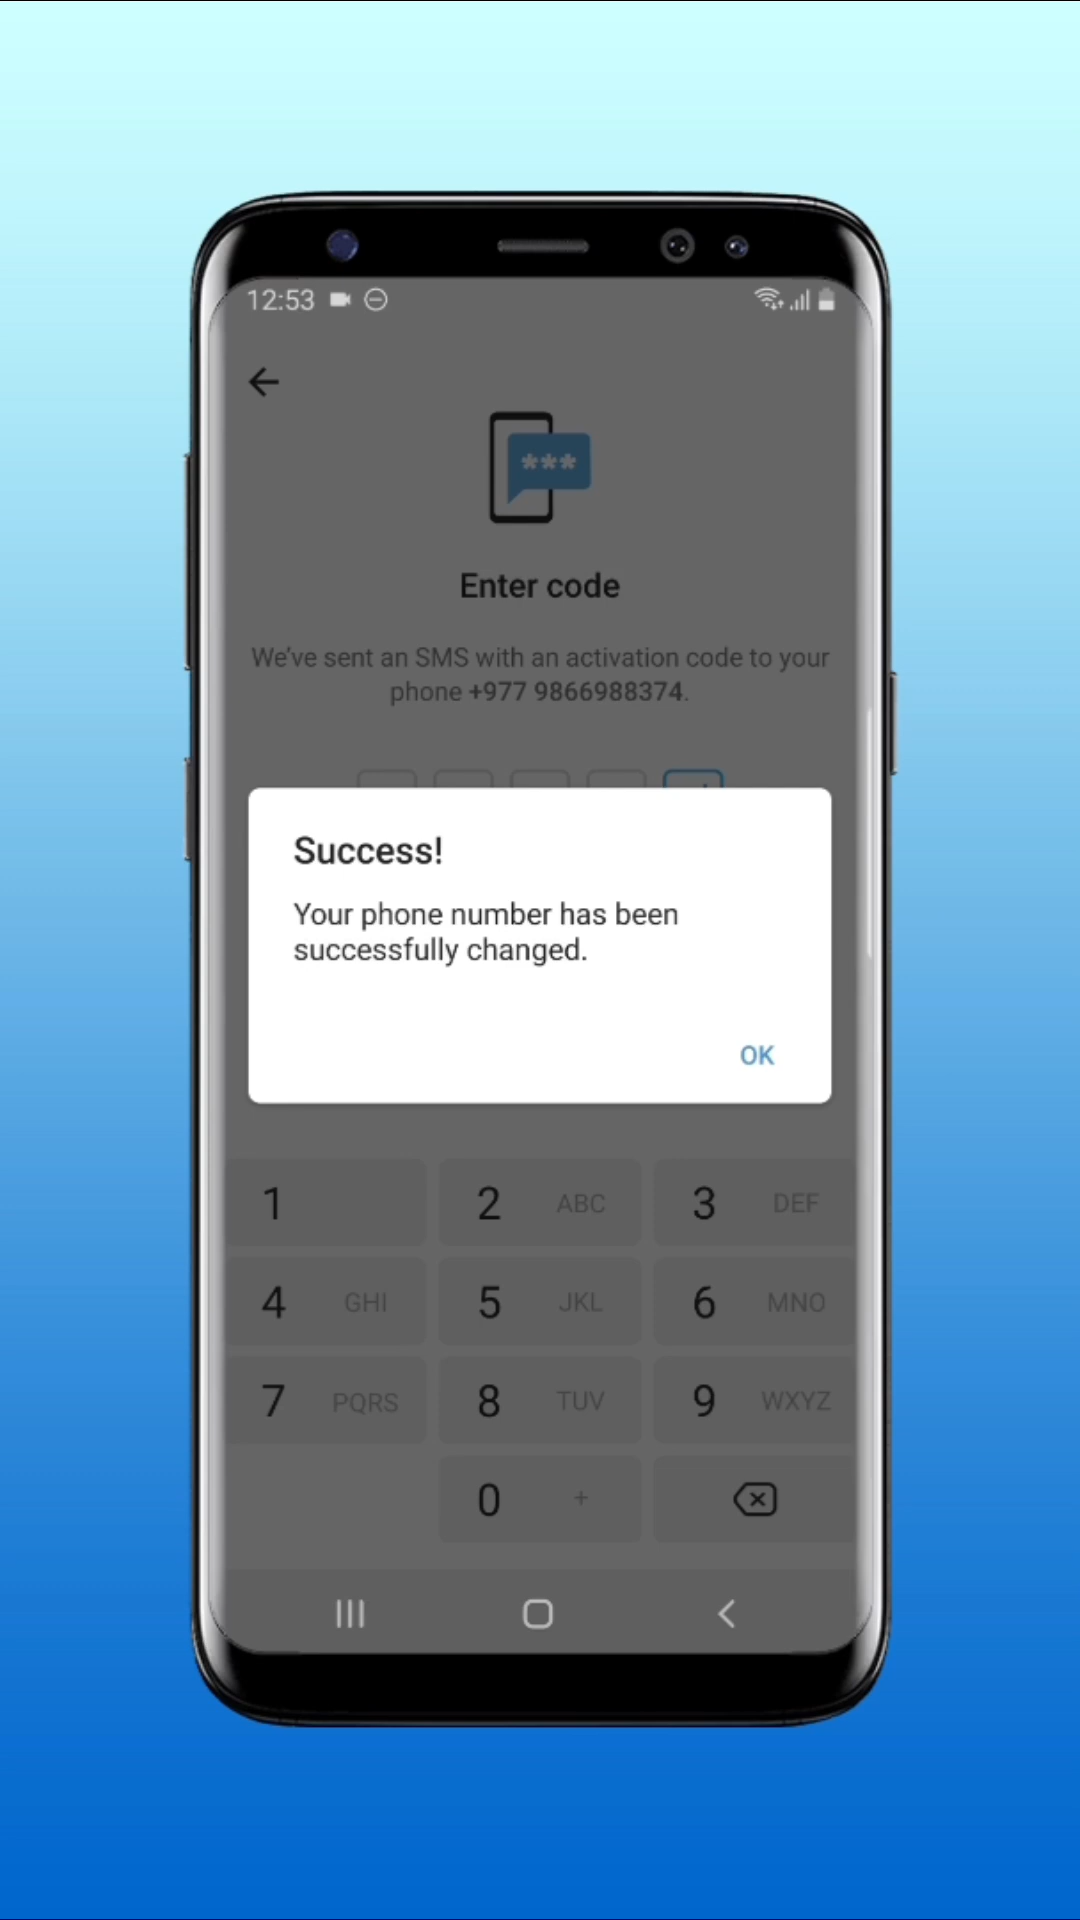 12:53
***
Enter code
We've sent an SMS with an activation code to your
phone +977 9866988374.
Success!
Your phone number has been
successfully changed.
OK
1
2 ABC
3 DEF
4 GHI
5 JKL
6 MNO
7 PQRS
8 TUV
9 WXYZ
0 +